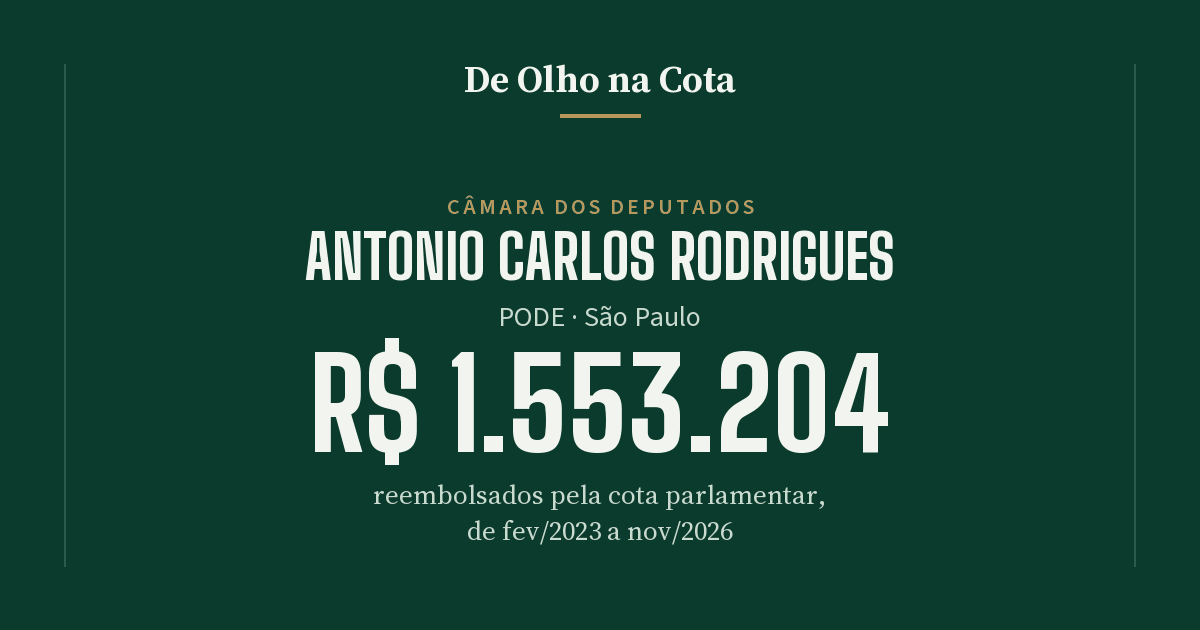 De Olho na Cota
CÂMARA DOS DEPUTADOS
ANTONIO CARLOS RODRIGUES
PODE · São Paulo
R$ 1.553.204
reembolsados pela cota parlamentar,
de fev/2023 a nov/2026